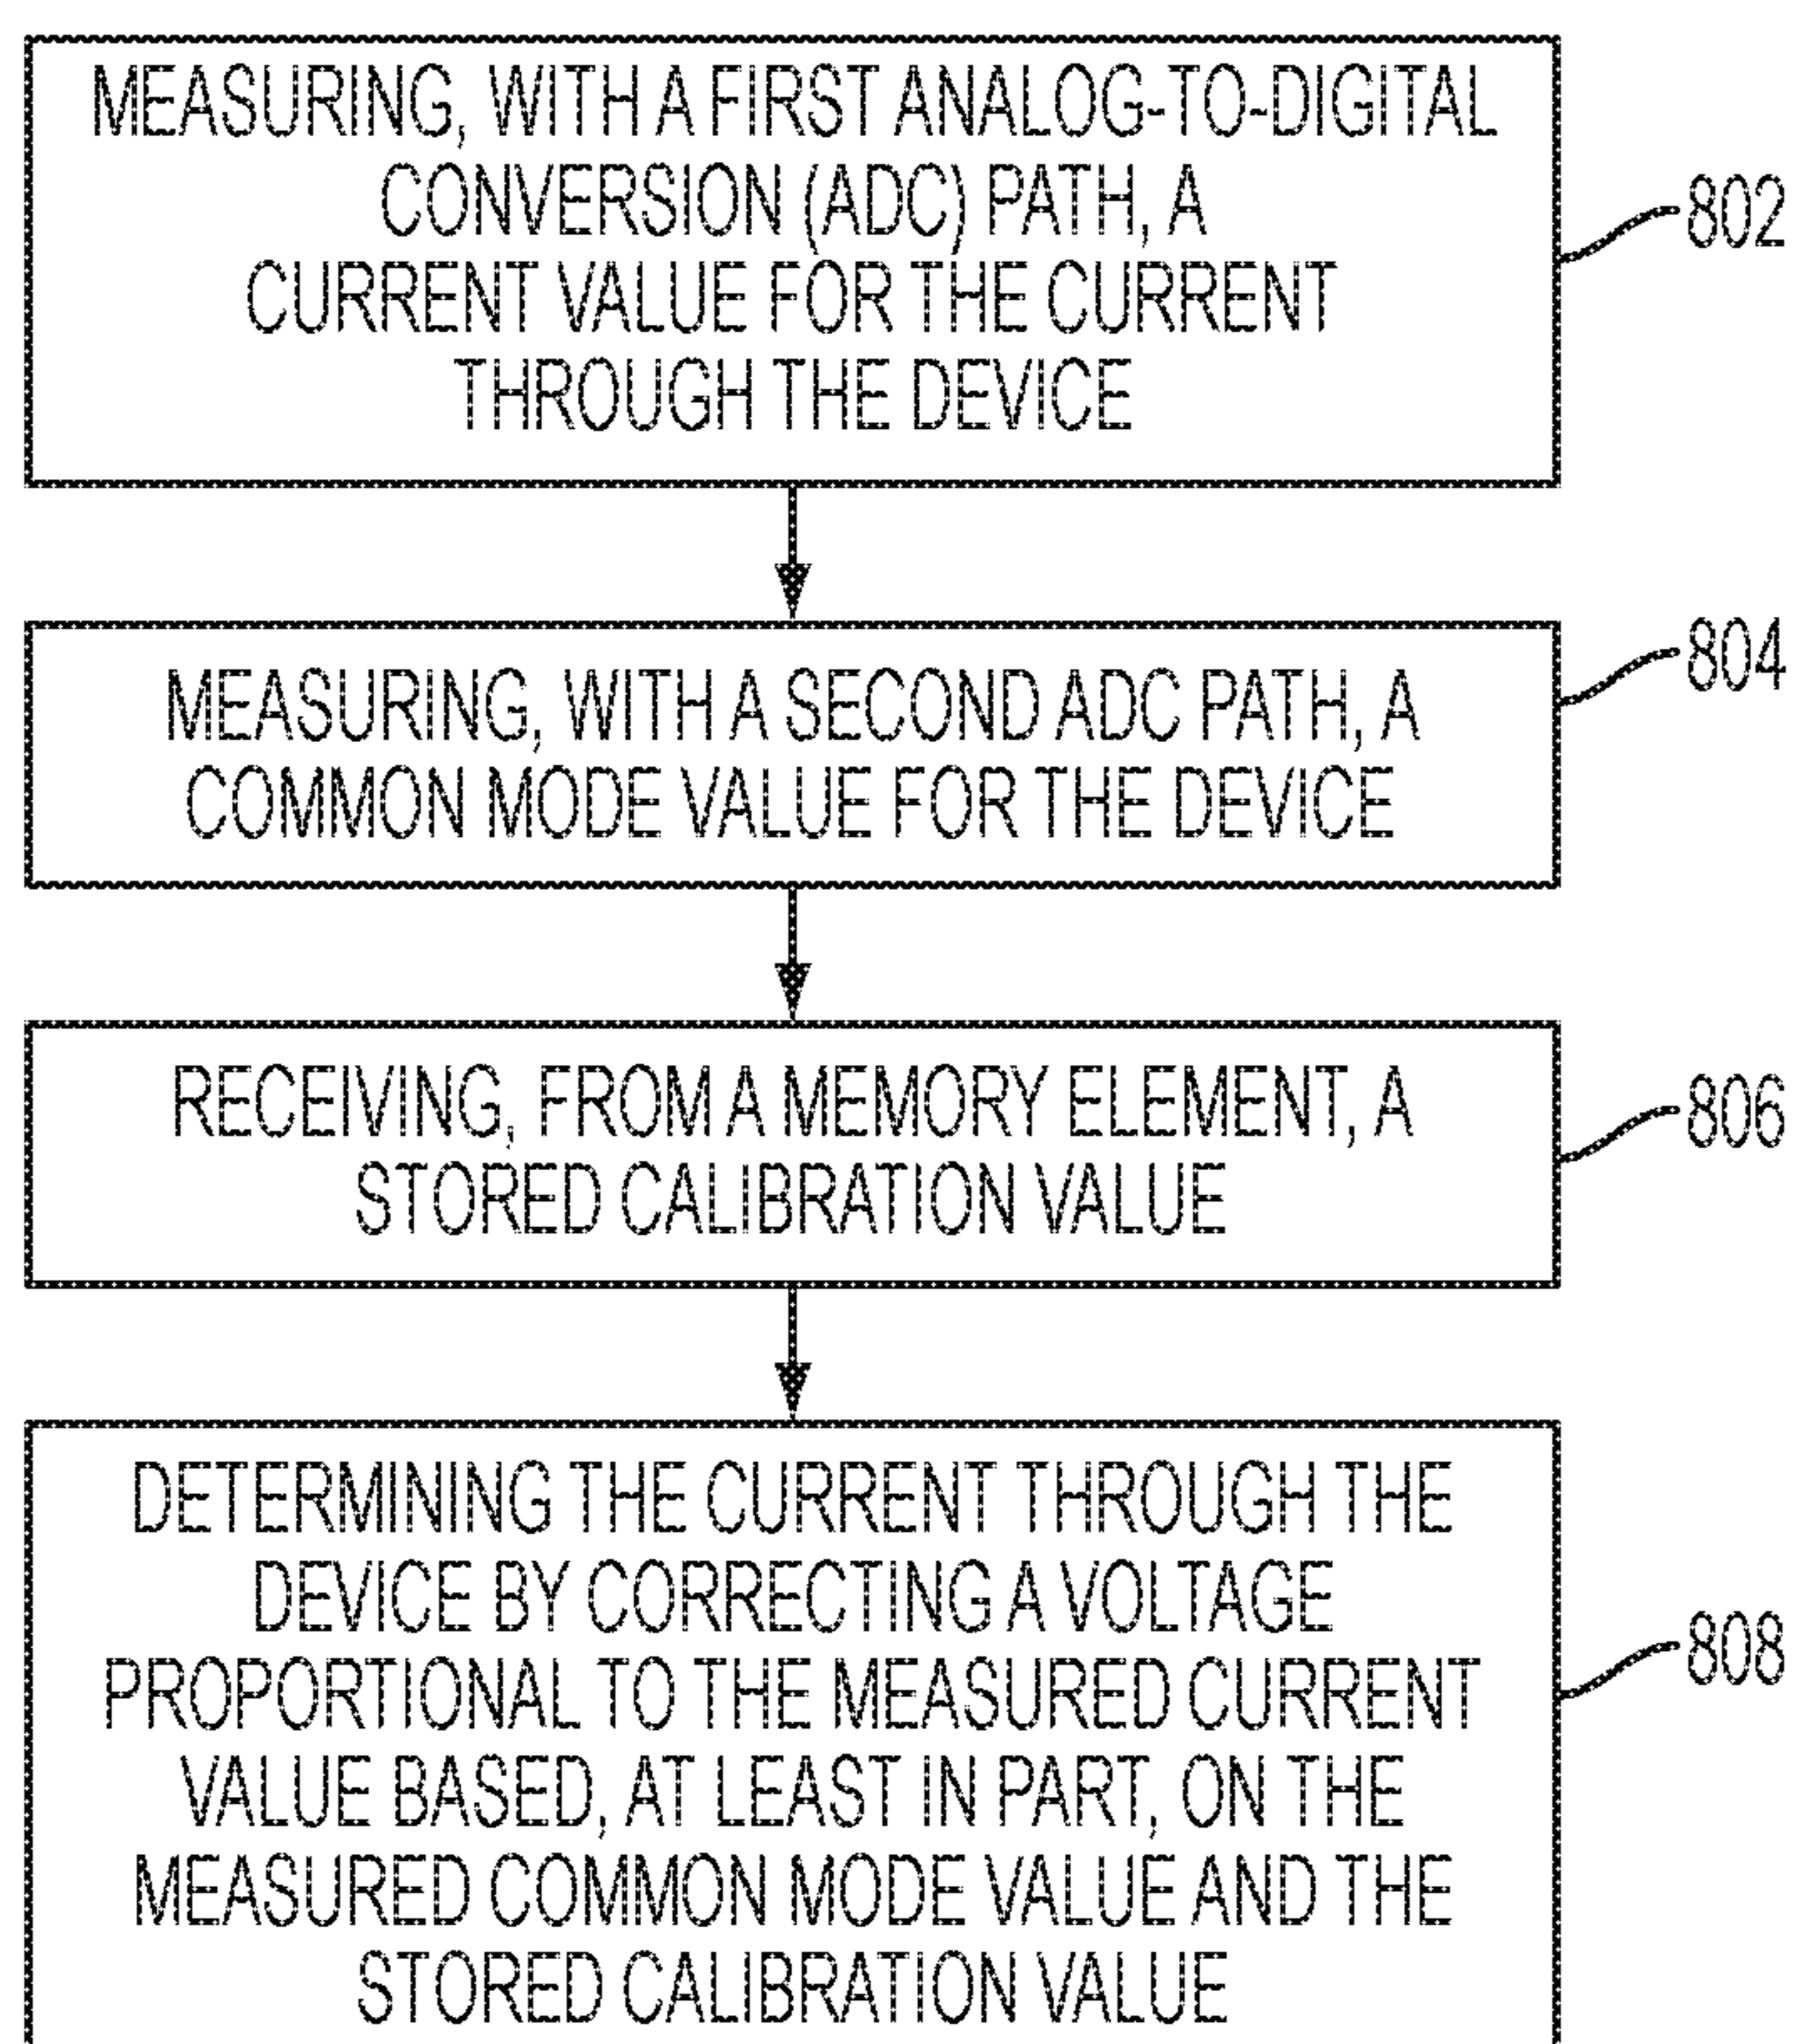 MEASURING, WITH A FIRST ANALOG-TO-DIGITAL
CONVERSION (ADC) PATH, A
CURRENT VALUE FOR THE CURRENT
THROUGH THE DEVICE
802
MEASURING, WITH A SECOND ADC PATH, A
COMMON MODE VALUE FOR THE DEVICE
804
RECEIVING, FROM A MEMORY ELEMENT, A
STORED CALIBRATION VALUE
806
DETERMINING THE CURRENT THROUGH THE
DEVICE BY CORRECTING A VOLTAGE
PROPORTIONAL TO THE MEASURED CURRENT
VALUE BASED, AT LEAST IN PART, ON THE
MEASURED COMMON MODE VALUE AND THE
STORED CALIBRATION VALUE
808